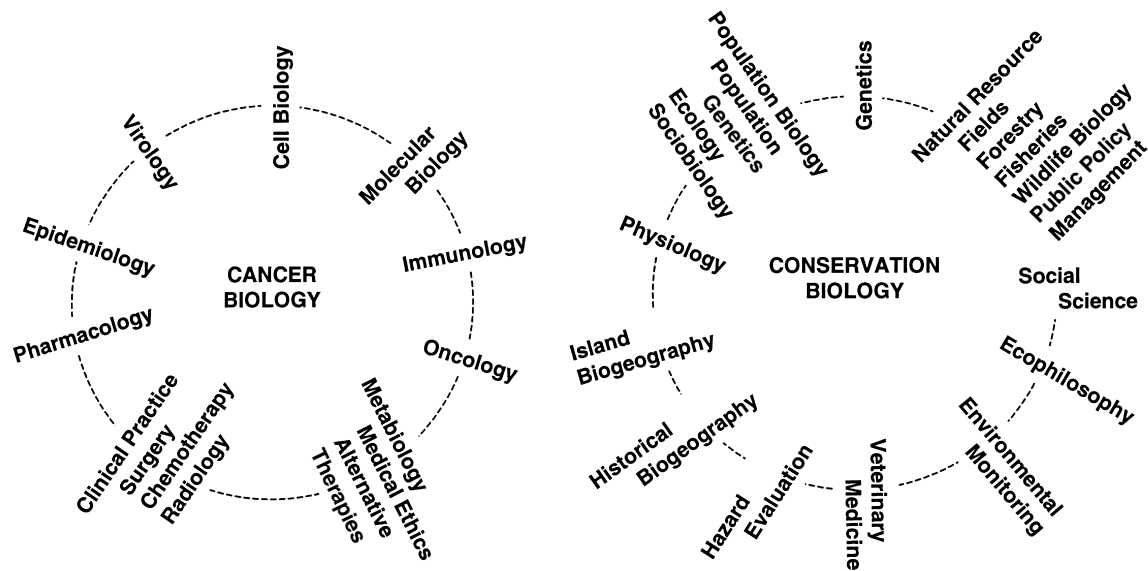 CANCER
BIOLOGY
Cell Biology
Molecular
Biology
Immunology
Oncology
Metabiology
Medical Ethics
Alternative
Therapies
Clinical Practice
Surgery
Chemotherapy
Radiology
Pharmacology
Epidemiology
Virology
CONSERVATION
BIOLOGY
Genetics
Natural Resource
Fields
Forestry
Fisheries
Wildlife Biology
Public Policy
Management
Social
Science
Ecophilosophy
Environmental
Monitoring
Veterinary
Medicine
Hazard
Evaluation
Historical
Biogeography
Island
Biogeography
Physiology
Population Biology
Population
Genetics
Ecology
Sociobiology